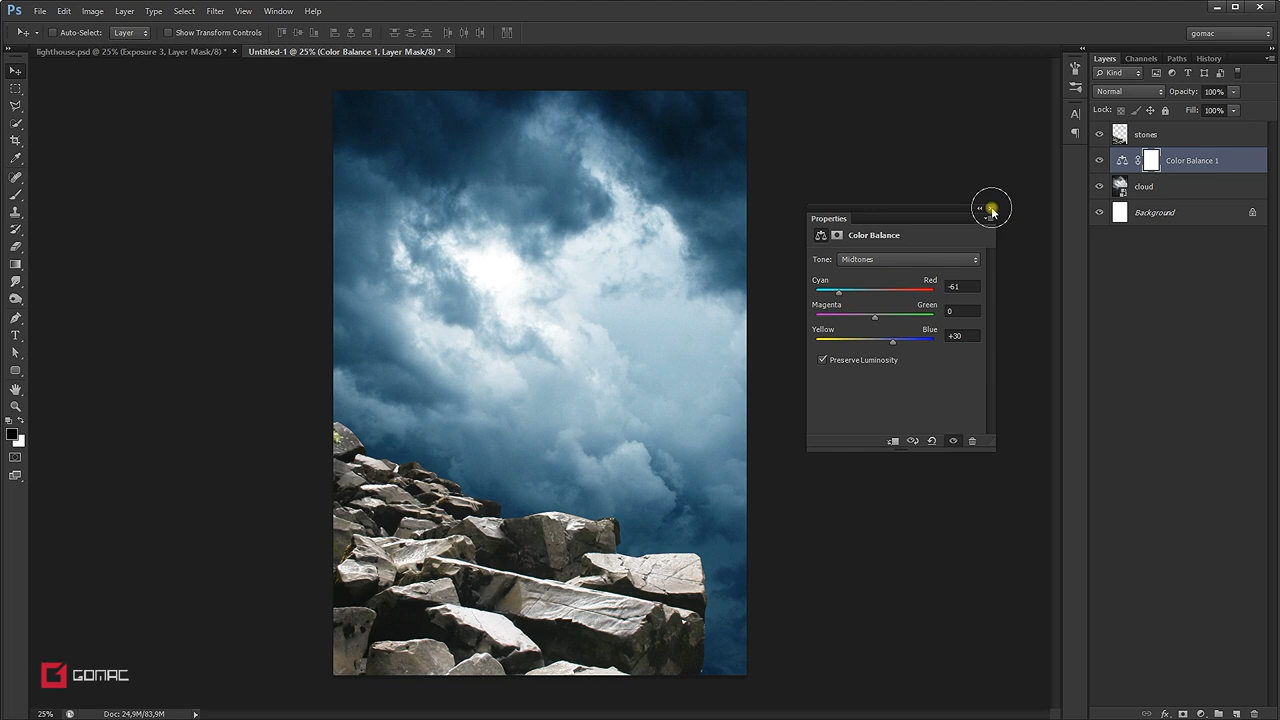 Ps File Edit Image Layer Type Select Filter View Window Help
Auto-Select: Layer Show Transform Controls gomac
lighthouse.psd @ 25% (Exposure 3, Layer Mask/8) * × Untitled-1 @ 25% (Color Balance 1, Layer Mask/8) * ×
Layers Channels Paths History
Kind
Normal Opacity: 100%
Lock: Fill: 100%
stones
Color Balance 1
cloud
Background
Properties
Color Balance
Tone: Midtones
Cyan Red -61
Magenta Green 0
Yellow Blue +30
Preserve Luminosity
GOMAC
25% Doc: 24,9M/83,9M